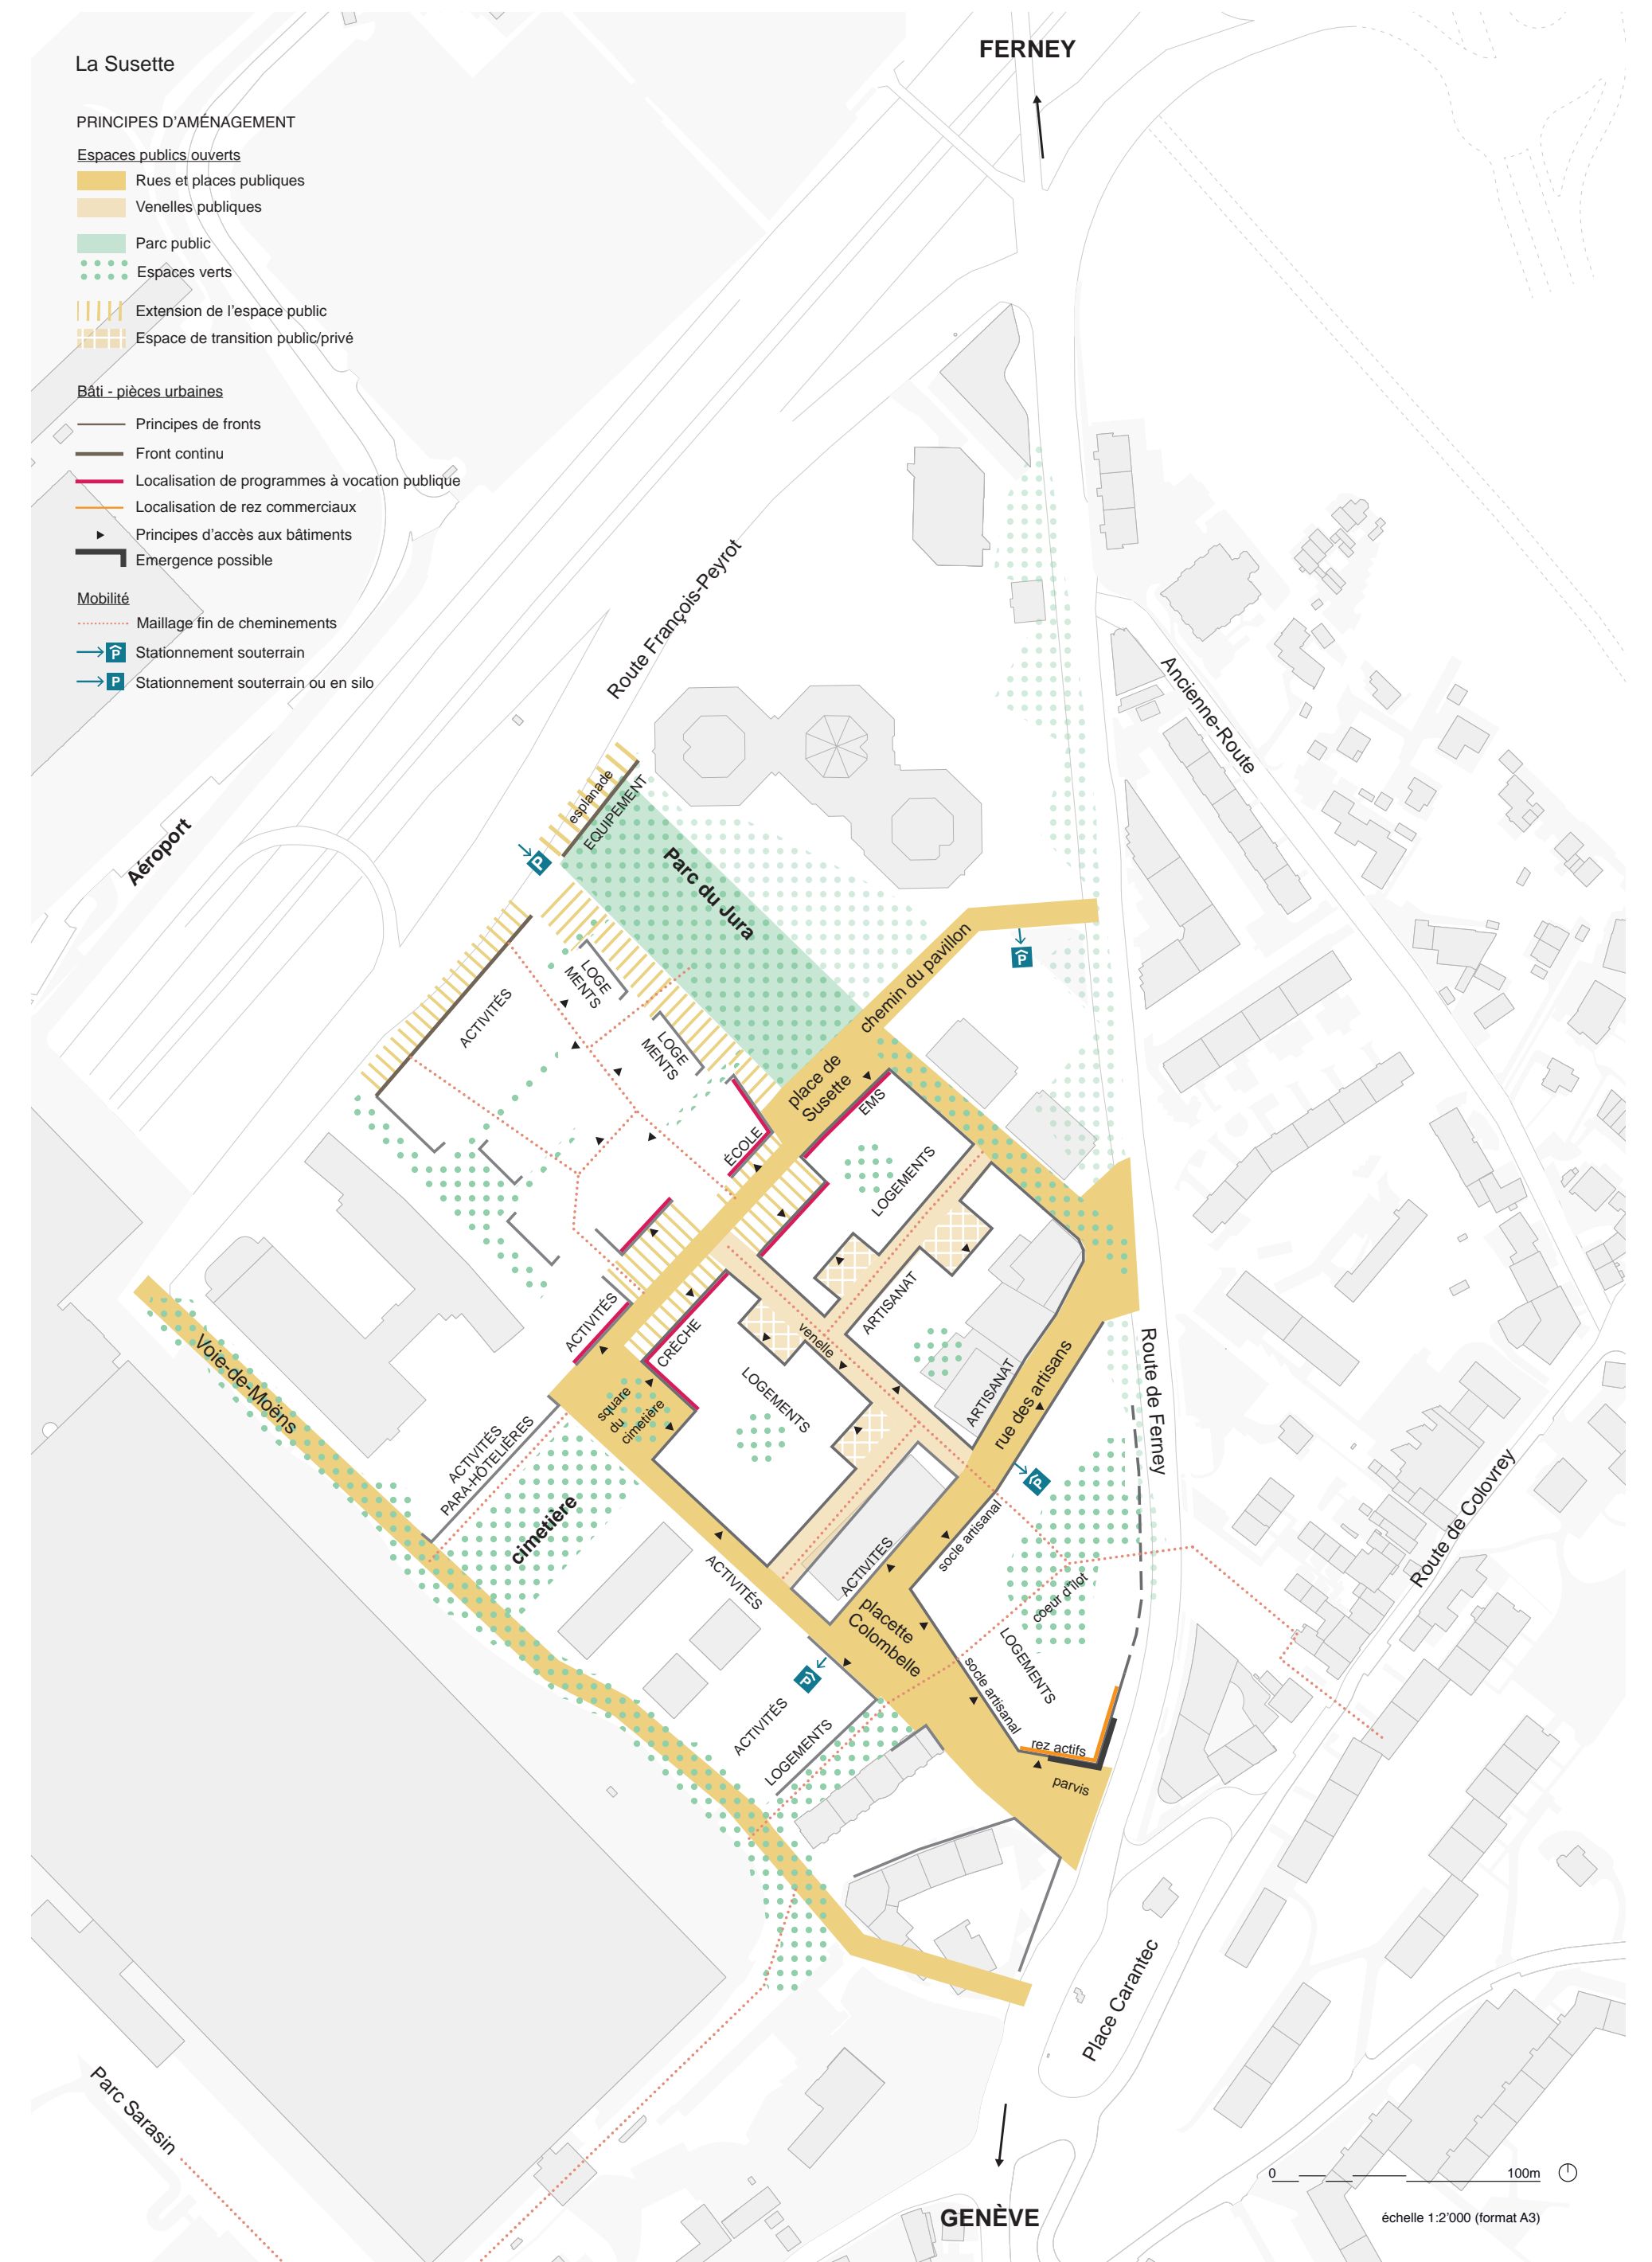 La Susette
PRINCIPES D'AMÉNAGEMENT
Espaces publics ouverts
Rues et places publiques
Venelles publiques
Parc public
Espaces verts
Extension de l'espace public
Espace de transition public/privé
Bâti - pièces urbaines
Principes de fronts
Front continu
Localisation de programmes à vocation publique
Localisation de rez commerciaux
Principes d'accès aux bâtiments
Emergence possible
Mobilité
Maillage fin de cheminements
P
Stationnement souterrain
P
Stationnement souterrain ou en silo
FERNEY
Route François-Peyrot
Ancienne-Route
Aéroport
esplanade
EQUIPEMENT
P
Parc du Jura
chemin du pavillon
P
ACTIVITÉS
LOGE
MENTS
LOGE
MENTS
place de
Susette
EMS
ÉCOLE
LOGEMENTS
ARTISANAT
venelle
ACTIVITÉS
CRÈCHE
LOGEMENTS
ARTISANAT
rue des artisans
Route de Ferney
Voie-de-Moëns
square
du
cimetière
ACTIVITÉS
PARA-HÔTELIÈRES
cimetière
P
socle artisanal
ACTIVITES
ACTIVITÉS
coeur d'îlot
Route de Colovrey
placette
Colombelle
LOGEMENTS
socle artisanal
P
ACTIVITÉS
LOGEMENTS
rez actifs
parvis
Place Carantec
Parc Sarasin
GENÈVE
0
100m
échelle 1:2'000 (format A3)